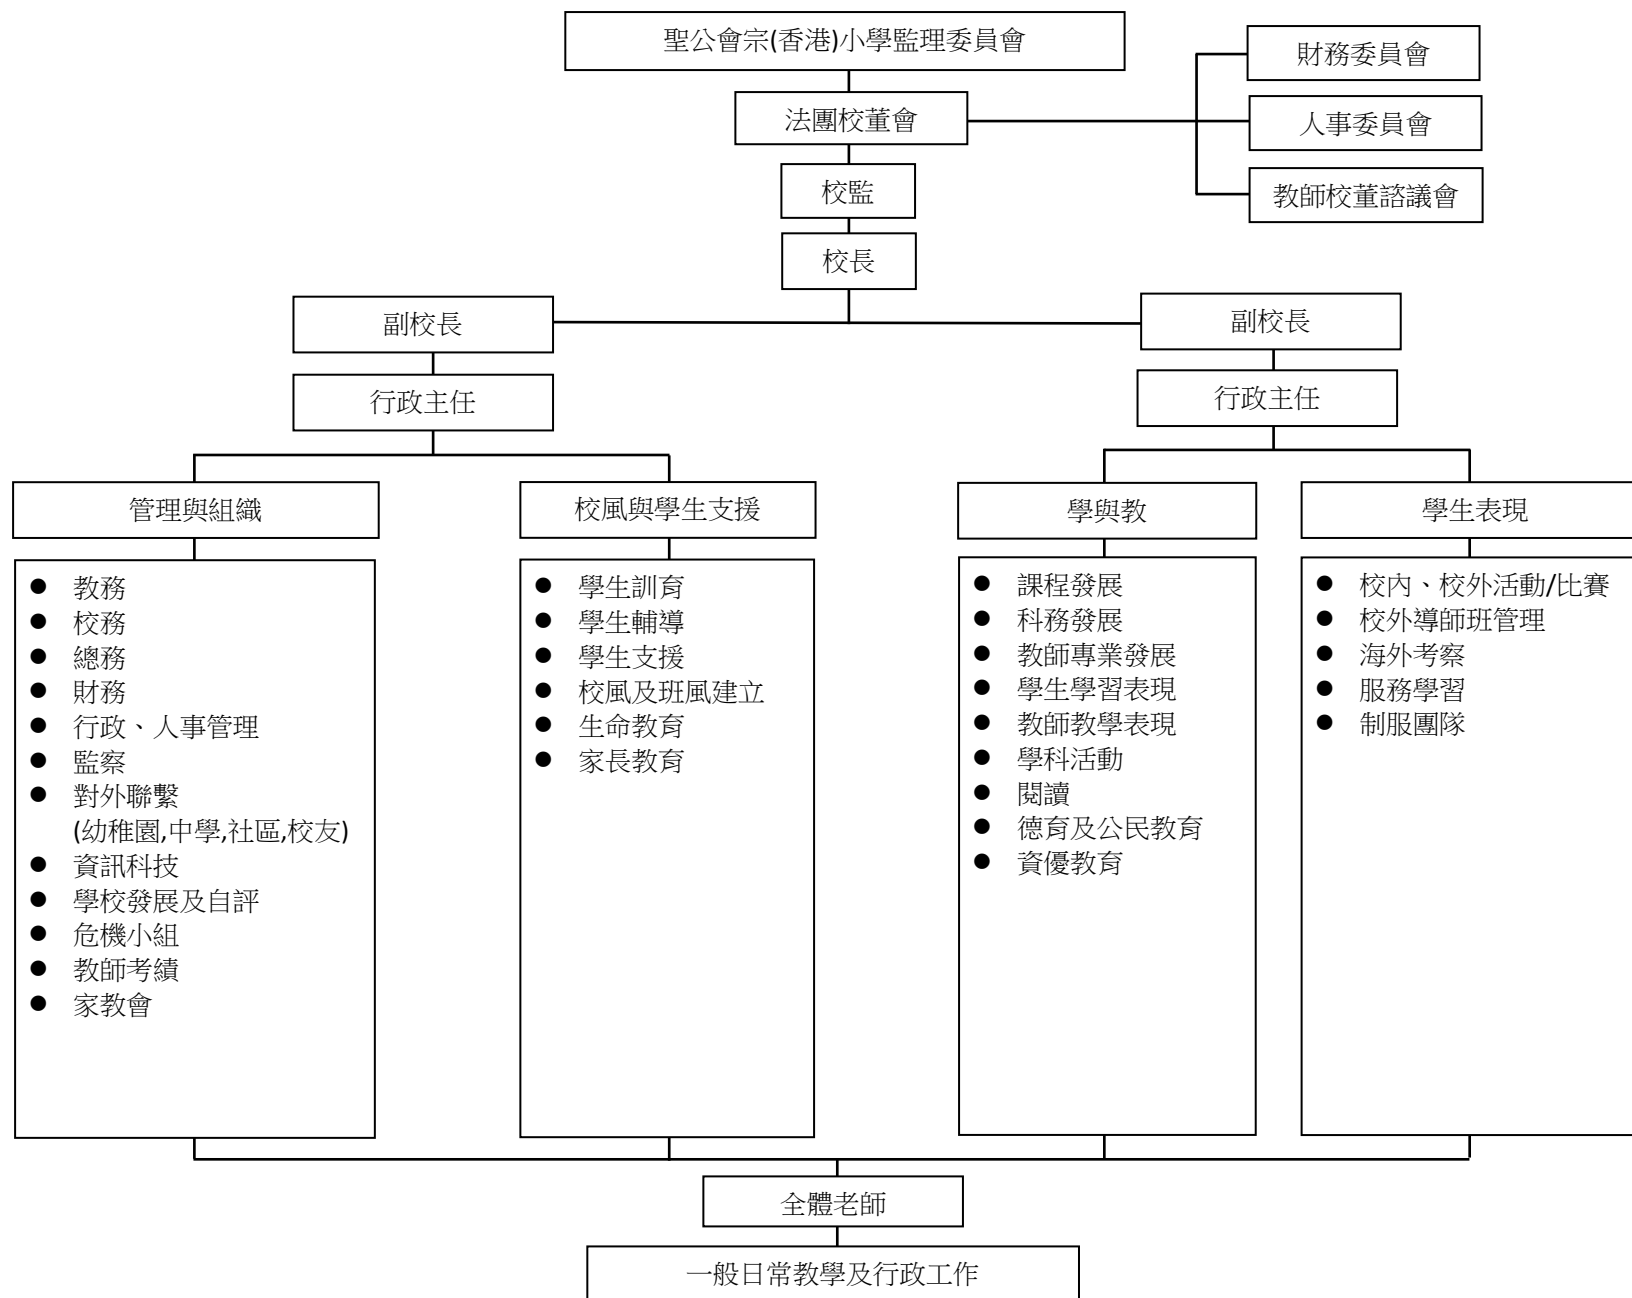 聖公會宗(香港)小學監理委員會
財務委員會
法團校董會
人事委員會
校監
教師校董諮議會
校長
副校長
副校長
行政主任
行政主任
管理與組織
校風與學生支援
學與教
學生表現
● 教務
● 校務
● 總務
● 財務
● 行政、人事管理
● 監察
● 對外聯繫
(幼稚園,中學,社區,校友)
● 資訊科技
● 學校發展及自評
● 危機小組
● 教師考績
● 家教會
● 學生訓育
● 學生輔導
● 學生支援
● 校風及班風建立
● 生命教育
● 家長教育
● 課程發展
● 科務發展
● 教師專業發展
● 學生學習表現
● 教師教學表現
● 學科活動
● 閱讀
● 德育及公民教育
● 資優教育
● 校內、校外活動/比賽
● 校外導師班管理
● 海外考察
● 服務學習
● 制服團隊
全體老師
一般日常教學及行政工作